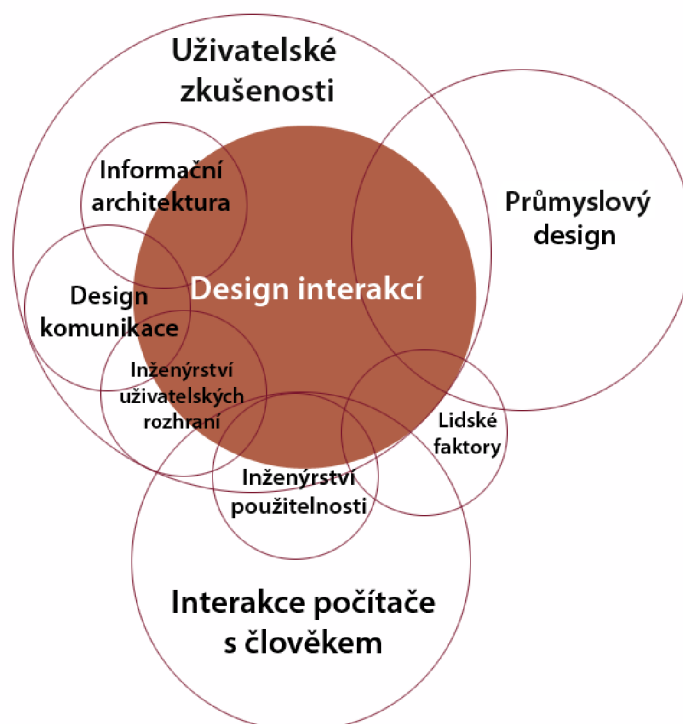 Uživatelské
zkušenosti
Informační
architektura
Průmyslový
design
Design interakcí
Design
komunikace
Inženýrství
uživatelských
rozhraní
Lidské
faktory
Inženýrství
použitelnosti
Interakce počítače
s člověkem